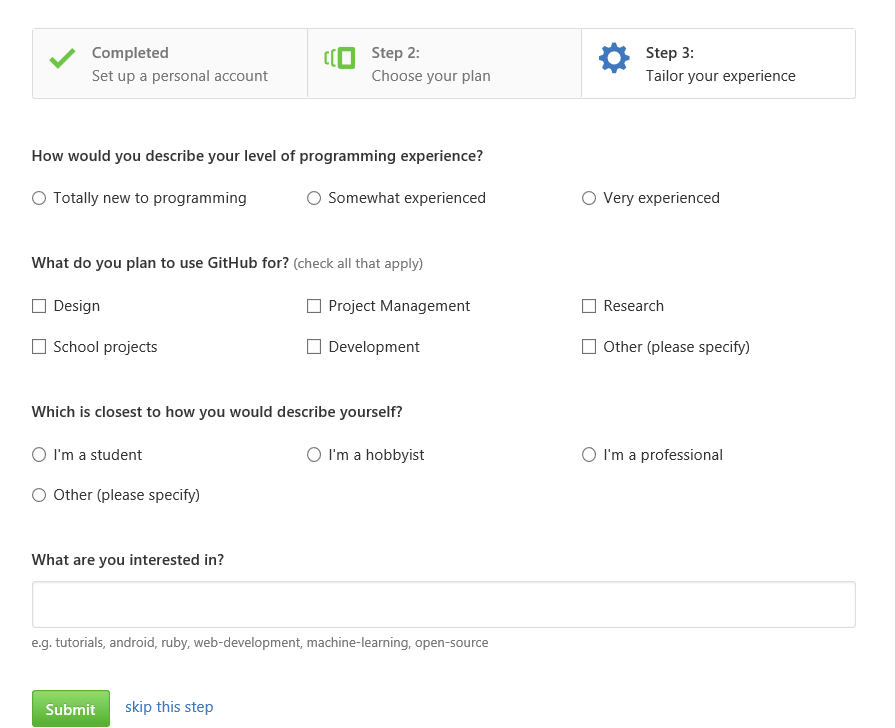 Completed
Set up a personal account
Step 2:
Choose your plan
Step 3:
Tailor your experience
How would you describe your level of programming experience?
Totally new to programming
Somewhat experienced
Very experienced
What do you plan to use GitHub for? (check all that apply)
Design
Project Management
Research
School projects
Development
Other (please specify)
Which is closest to how you would describe yourself?
I'm a student
I'm a hobbyist
I'm a professional
Other (please specify)
What are you interested in?
e.g. tutorials, android, ruby, web-development, machine-learning, open-source
Submit
skip this step